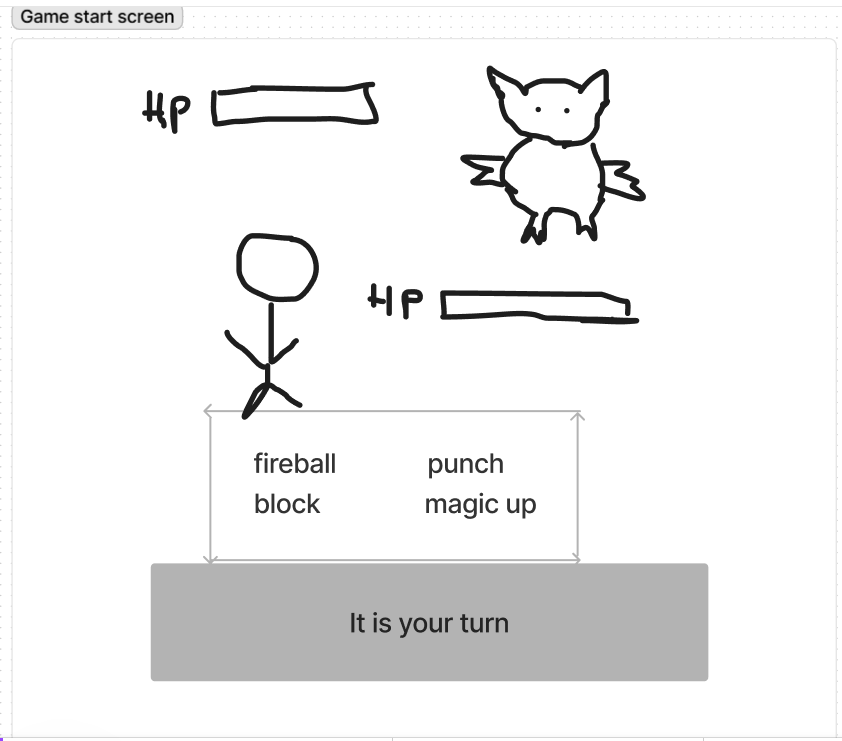 Game start screen
HP
HP
fireball punch
block magic up
It is your turn